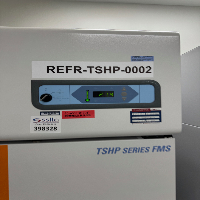 REFR-TSHP-0002
398328
TSHP SERIES FMS